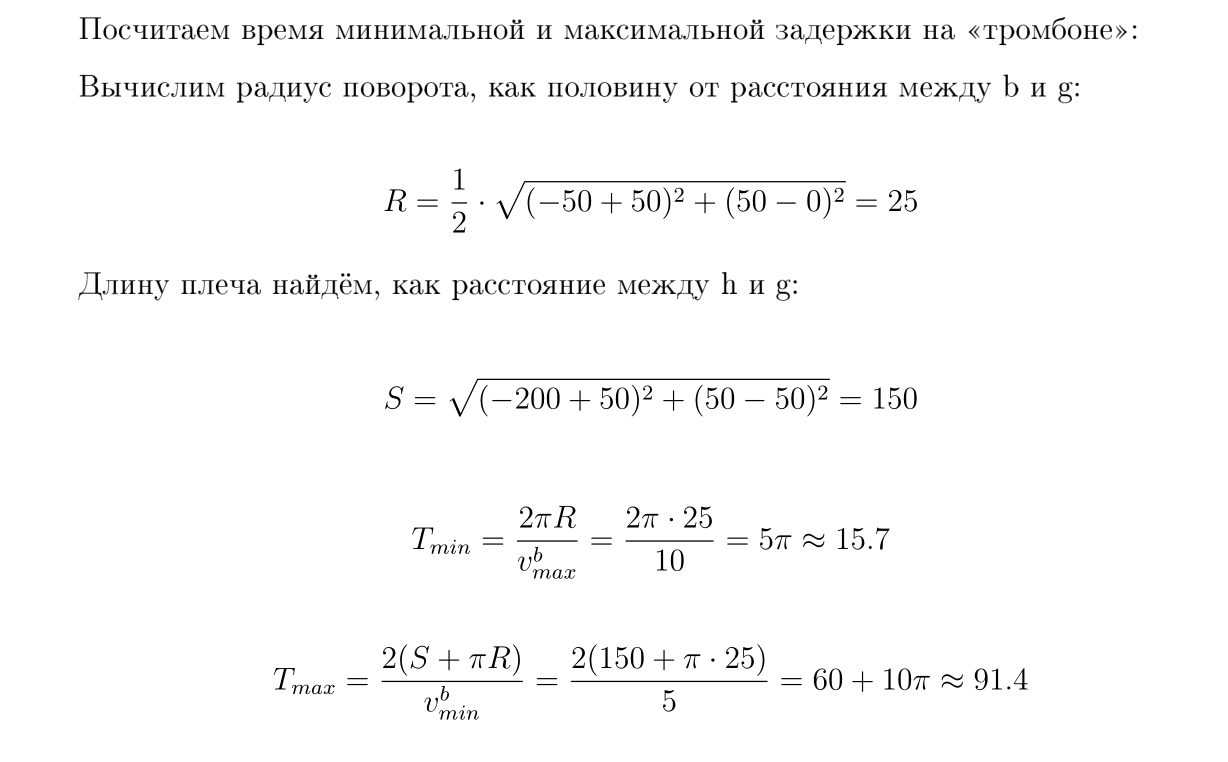 Посчитаем время минимальной и максимальной задержки на «тромбоне»:
Вычислим радиус поворота, как половину от расстояния между b и g:
R = \frac{1}{2} \cdot \sqrt{(-50 + 50)^2 + (50 - 0)^2} = 25
Длину плеча найдём, как расстояние между h и g:
S = \sqrt{(-200 + 50)^2 + (50 - 50)^2} = 150
T_{min} = \frac{2\pi R}{v^b_{max}} = \frac{2\pi \cdot 25}{10} = 5\pi \approx 15.7
T_{max} = \frac{2(S + \pi R)}{v^b_{min}} = \frac{2(150 + \pi \cdot 25)}{5} = 60 + 10\pi \approx 91.4